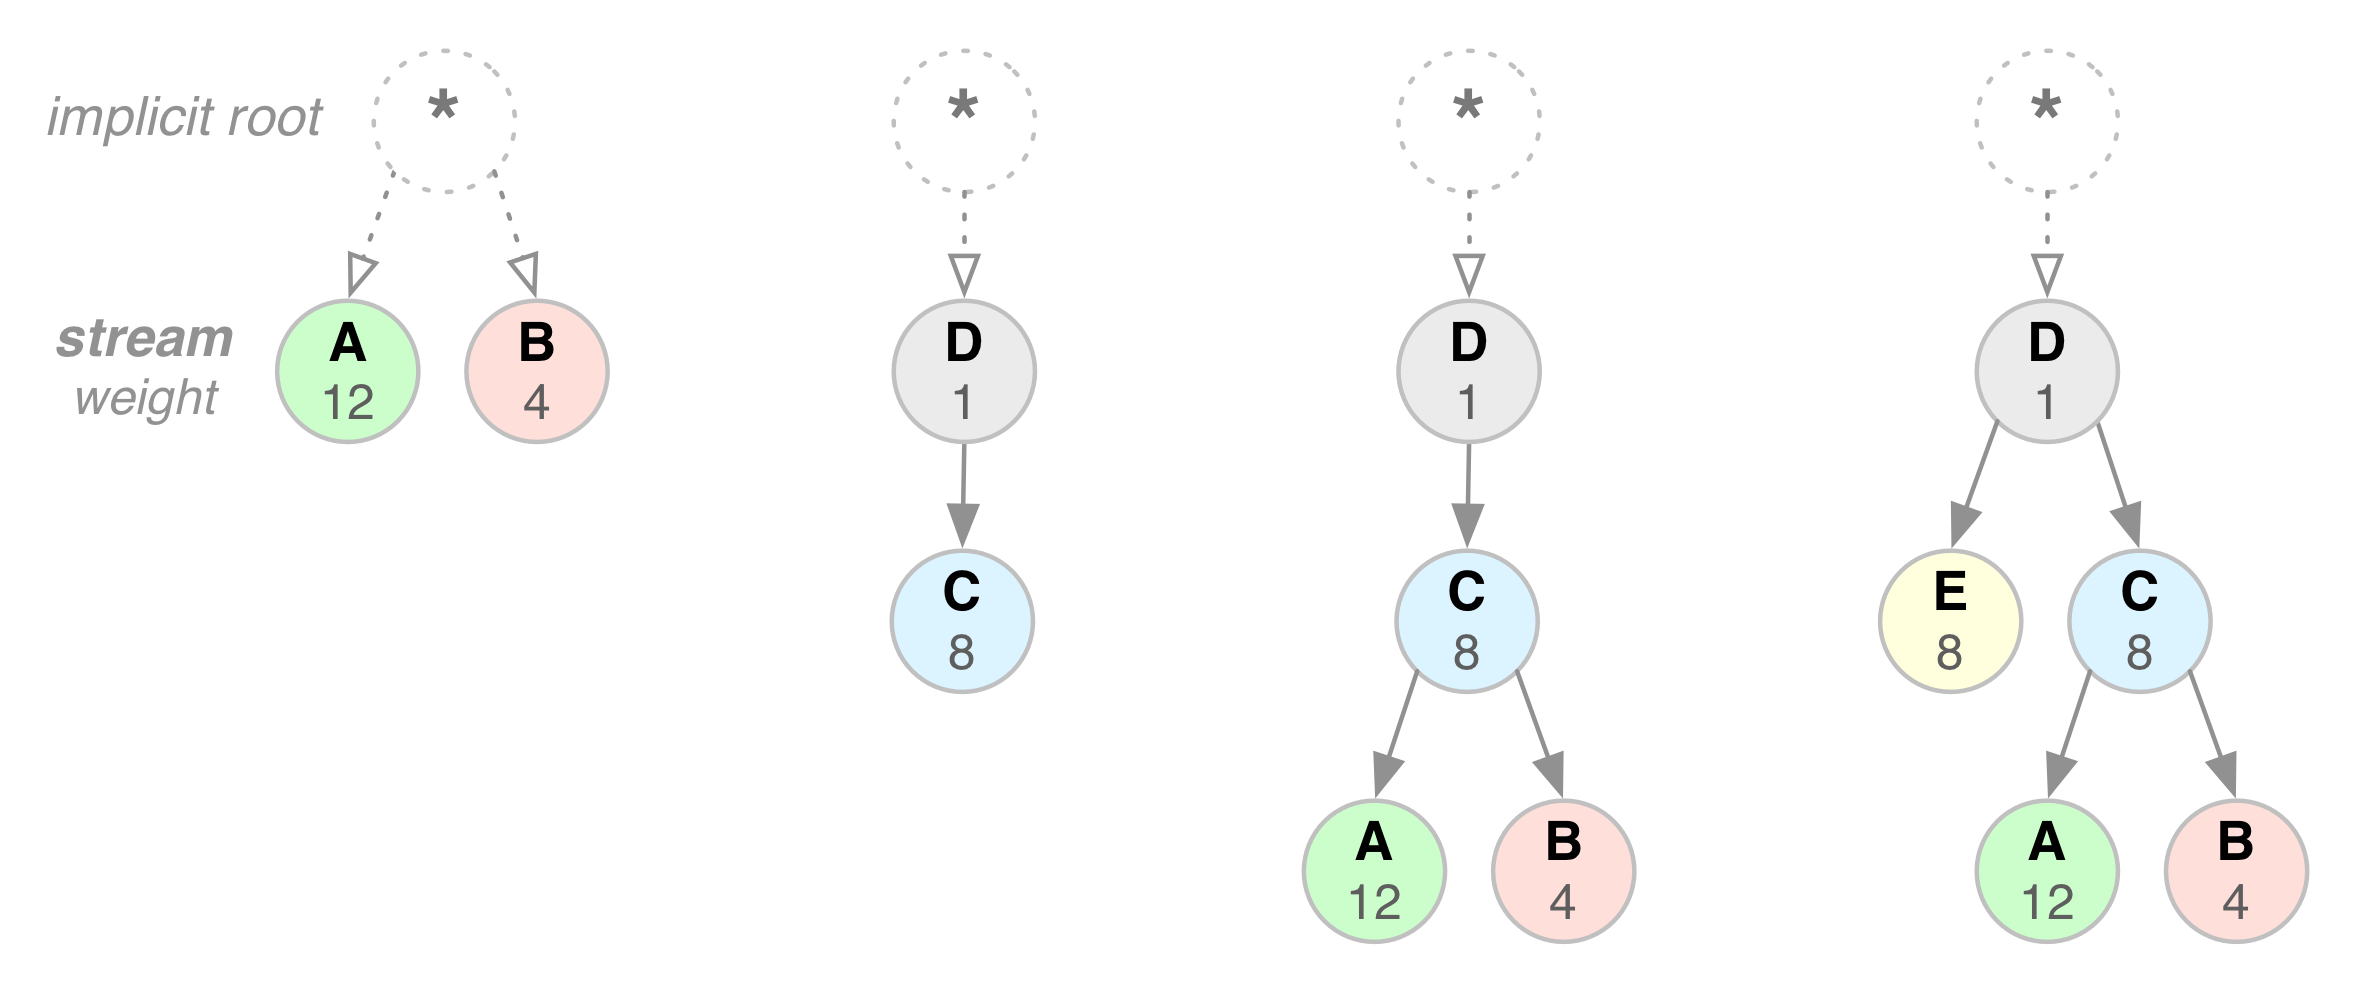 implicit root * * * *
stream A B D D D
weight 12 4 1 1 1
C C E C
8 8 8 8
A B A B
12 4 12 4